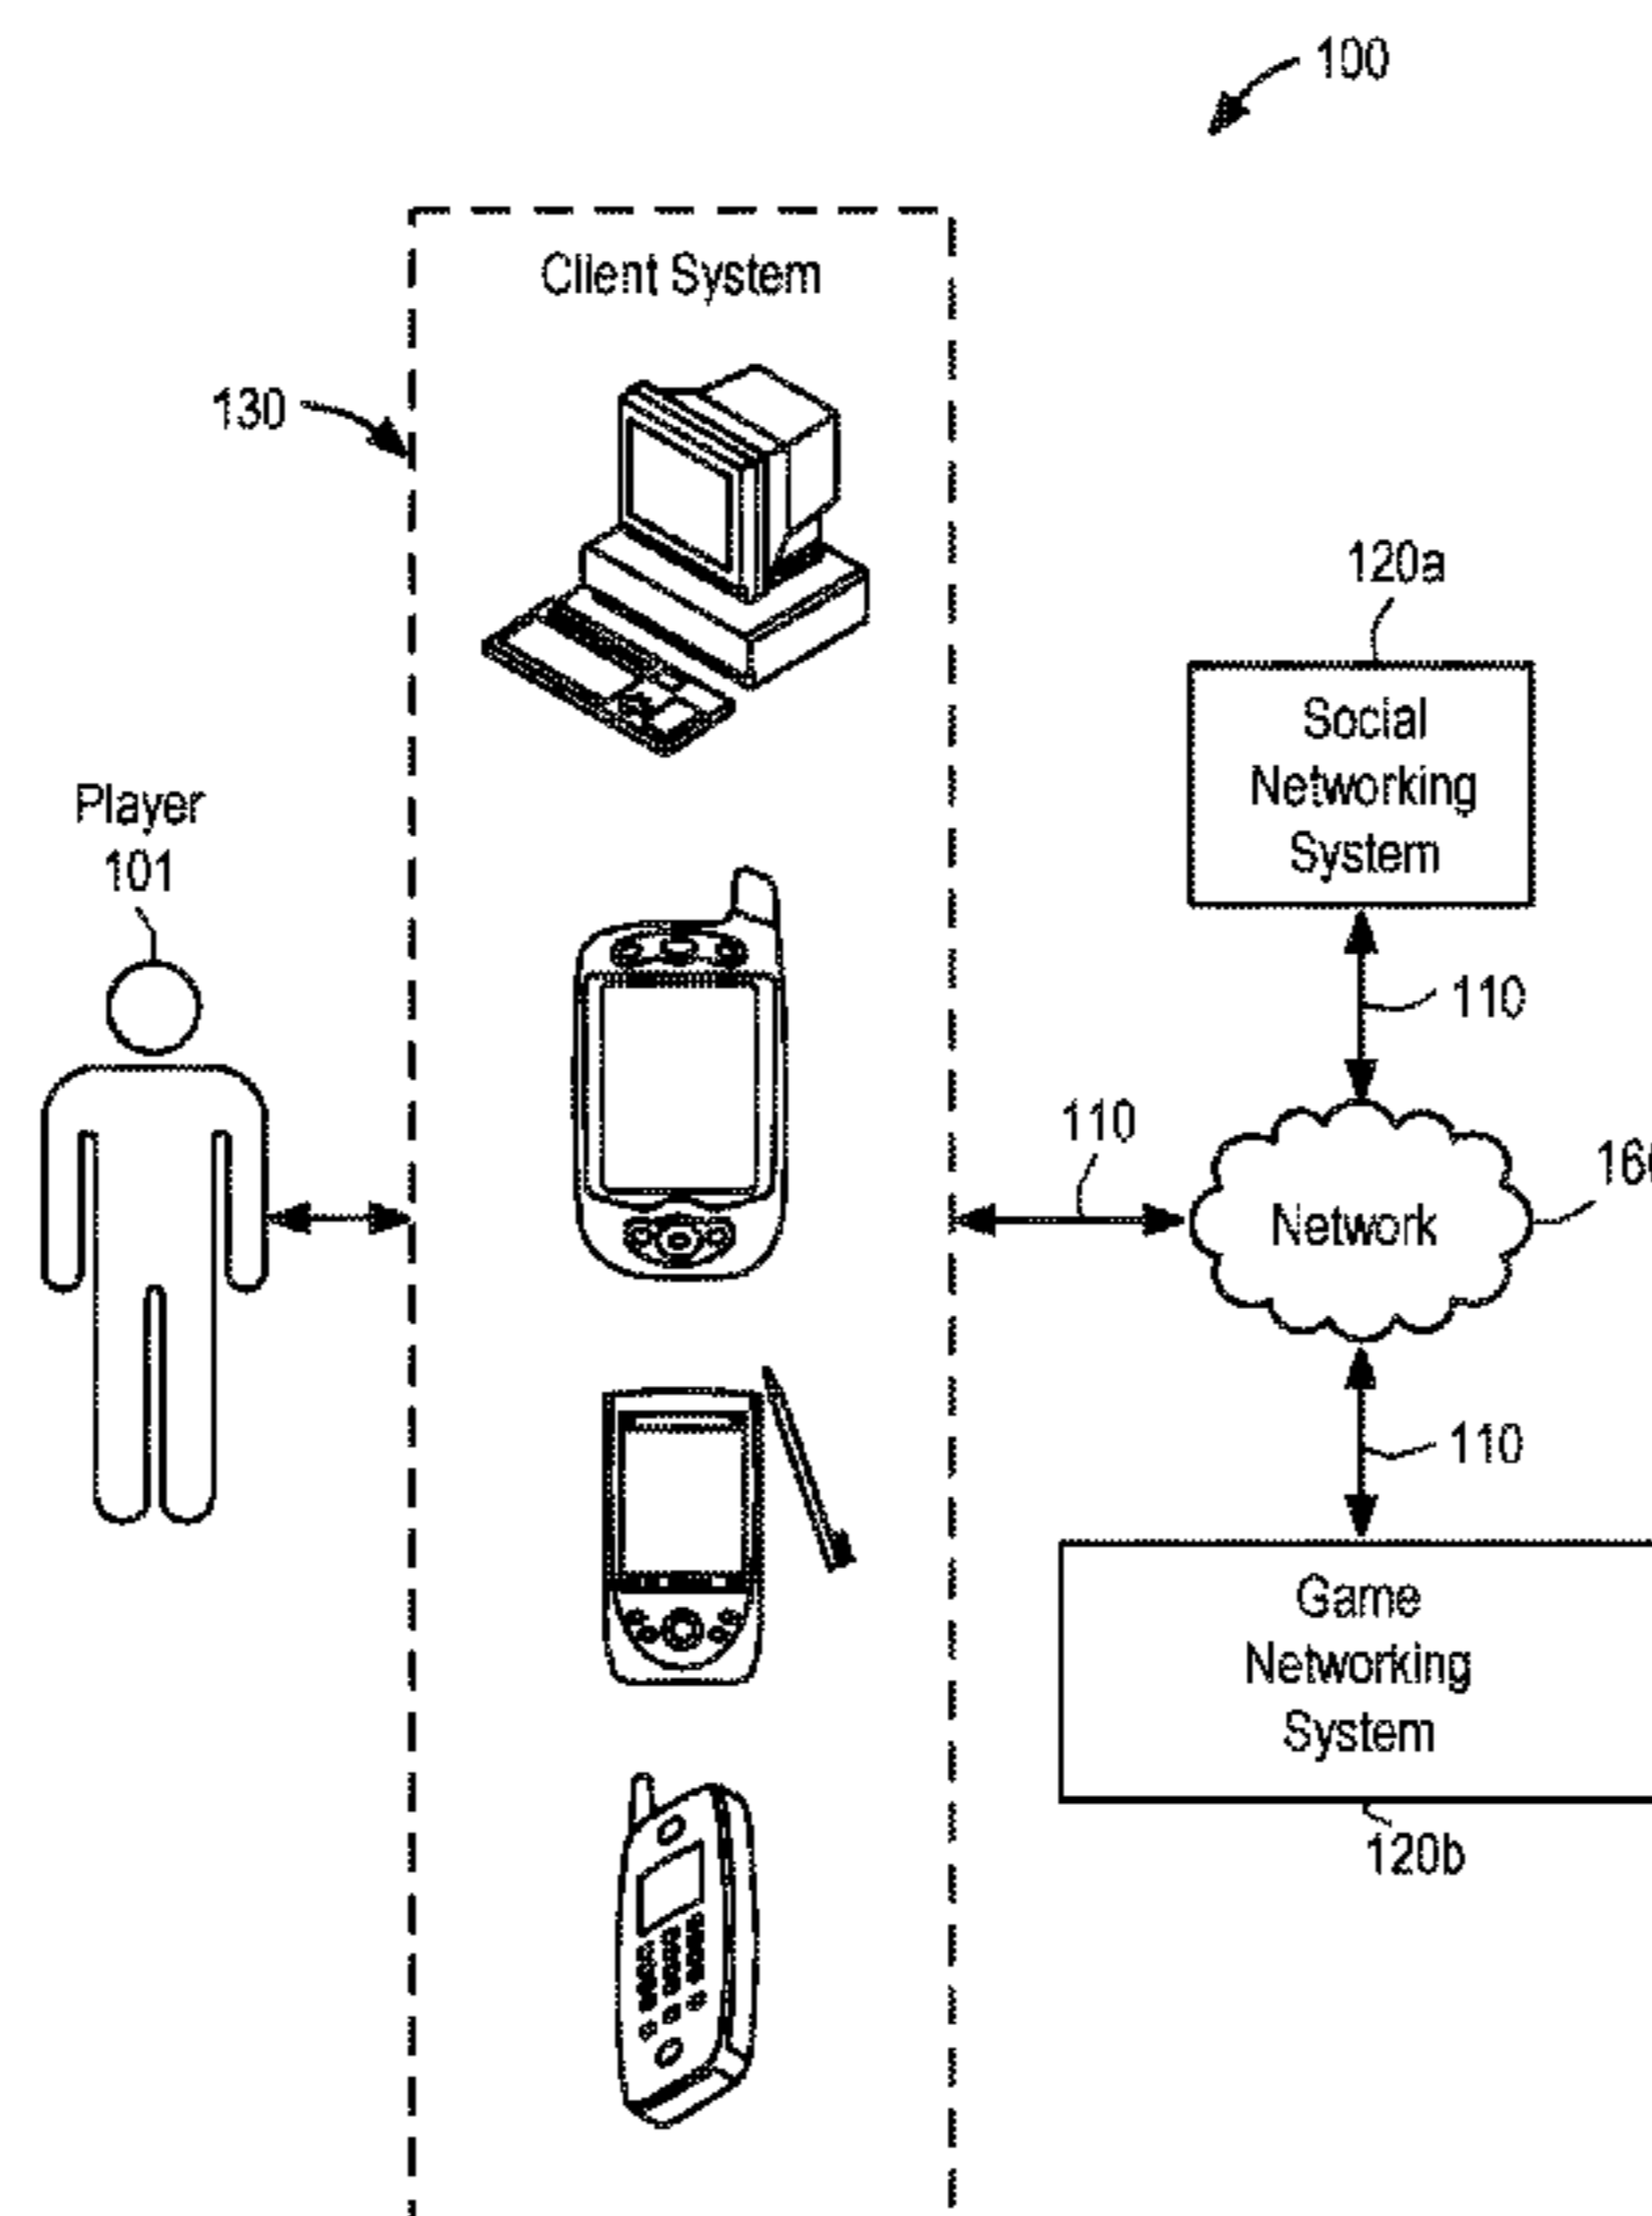 100
Client System
130
120a
Social
Networking
System
Player
101
110
110
Network
110
Game
Networking
System
120b